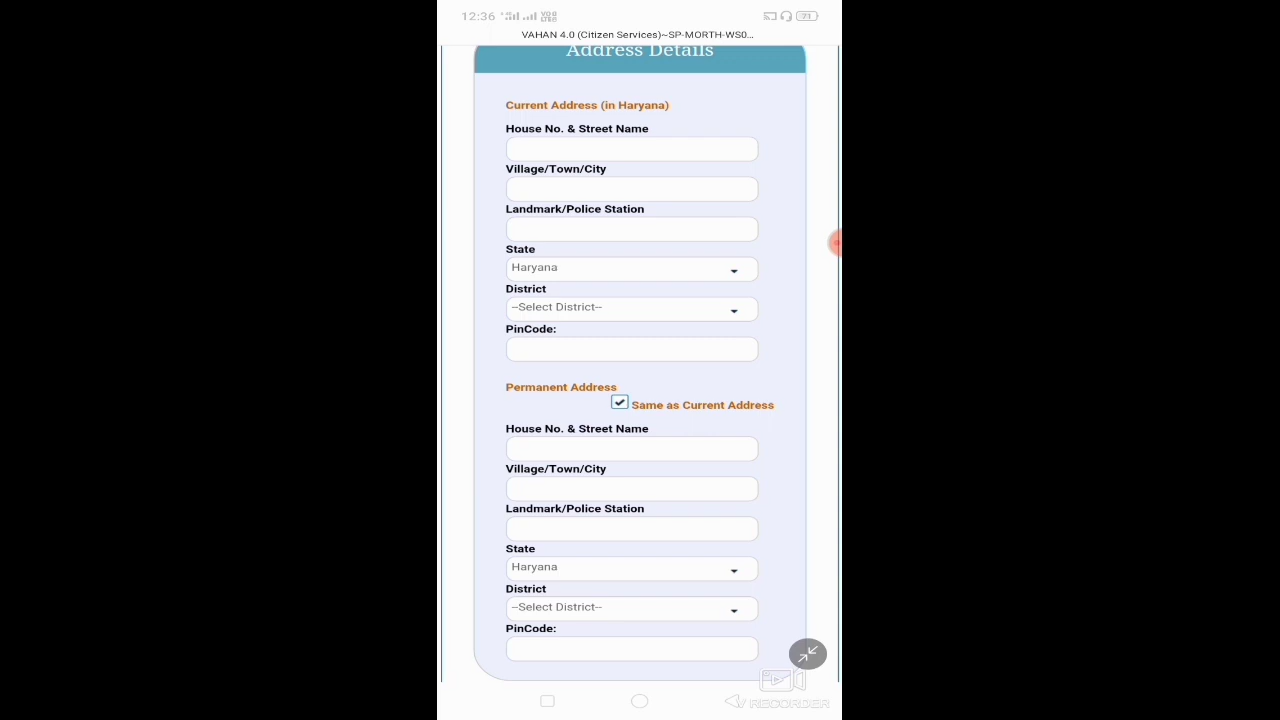 12:36
71
VAHAN 4.0 (Citizen Services)~SP-MORTH-WS0...
Address Details
Current Address (in Haryana)
House No. & Street Name
Village/Town/City
Landmark/Police Station
State
Haryana
District
--Select District--
PinCode:
Permanent Address
Same as Current Address
House No. & Street Name
Village/Town/City
Landmark/Police Station
State
Haryana
District
--Select District--
PinCode:
V RECORDER